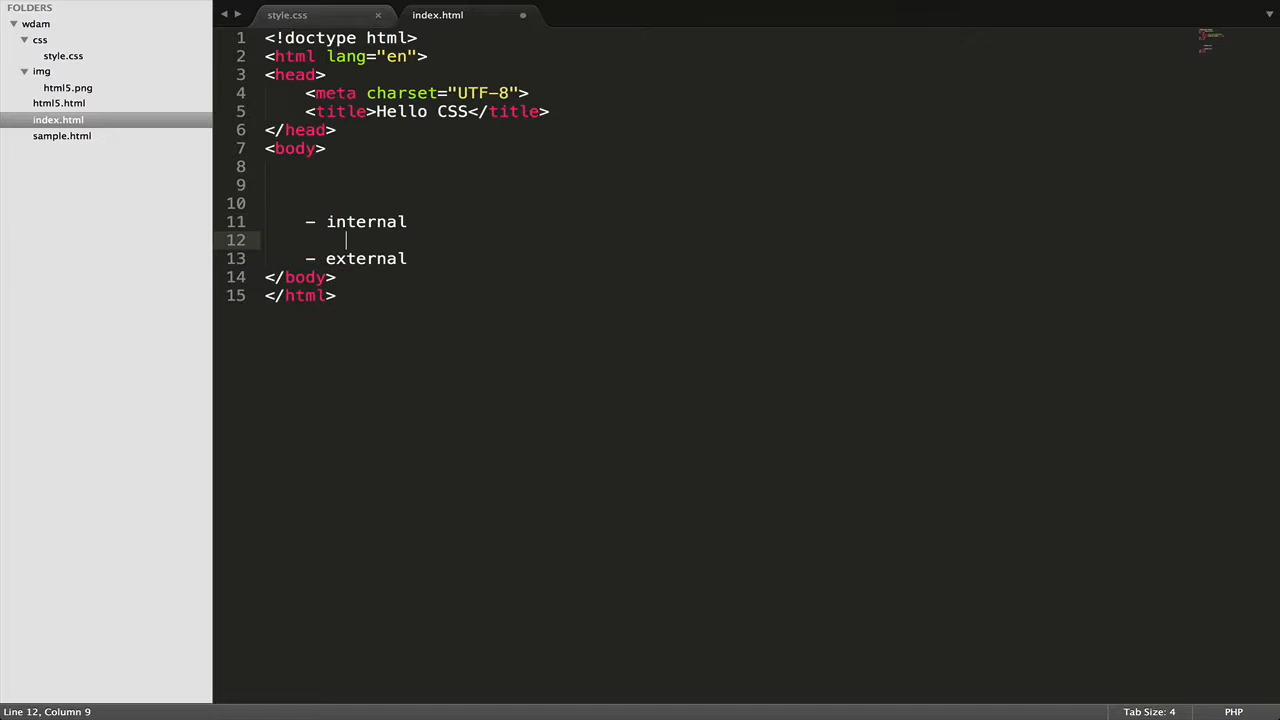 FOLDERS
wdam
css
style.css
img
html5.png
html5.html
index.html
sample.html
style.css × index.html
1 <!doctype html>
2 <html lang="en">
3 <head>
4 <meta charset="UTF-8">
5 <title>Hello CSS</title>
6 </head>
7 <body>
8
9
10
11 - internal
12
13 - external
14 </body>
15 </html>
Line 12, Column 9 Tab Size: 4 PHP